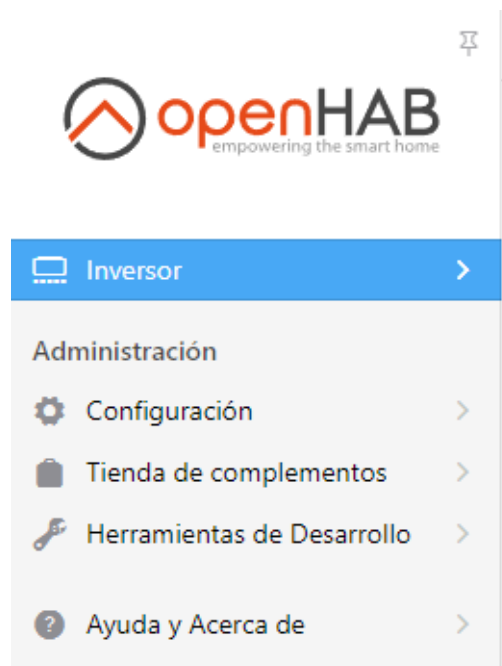 openHAB
empowering the smart home
Inversor
Administración
Configuración
Tienda de complementos
Herramientas de Desarrollo
Ayuda y Acerca de